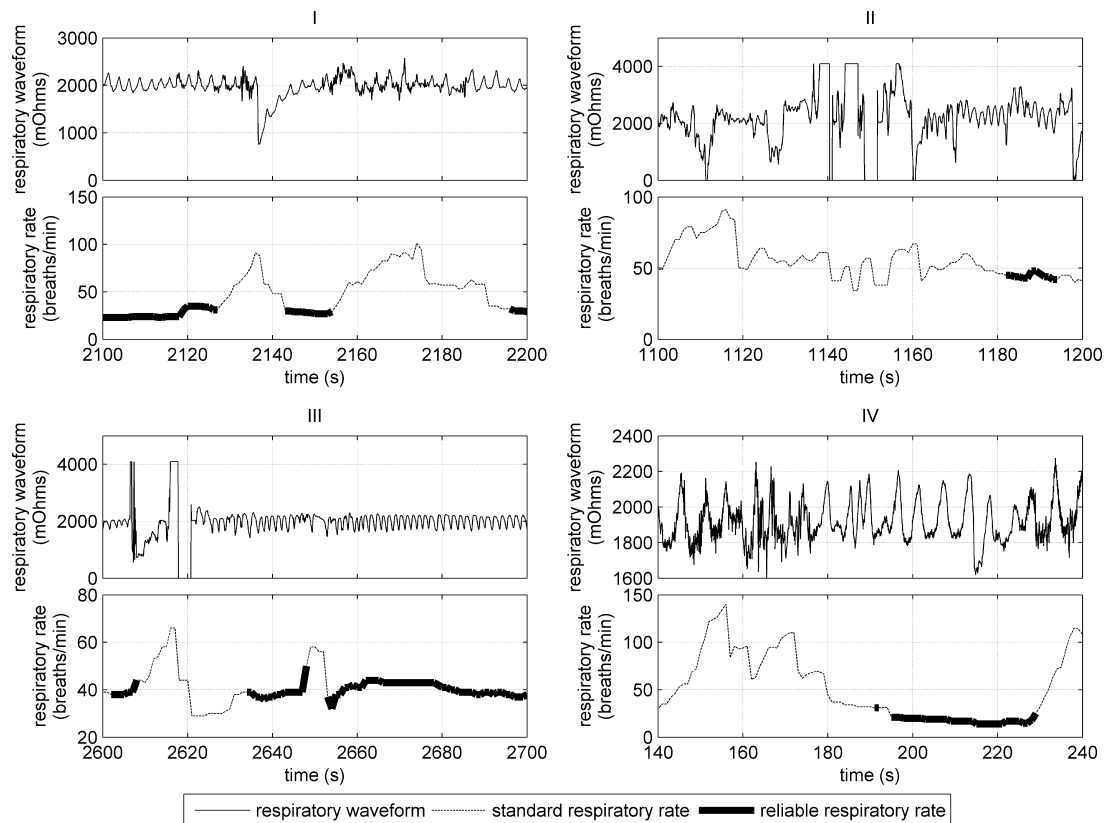 I
respiratory waveform
(mOhms)
3000
2000
1000
0
respiratory rate
(breaths/min)
150
100
50
0
2100 2120 2140 2160 2180 2200
time (s)
II
respiratory waveform
(mOhms)
4000
2000
0
respiratory rate
(breaths/min)
100
50
0
1100 1120 1140 1160 1180 1200
time (s)
III
respiratory waveform
(mOhms)
4000
2000
0
respiratory rate
(breaths/min)
80
60
40
20
2600 2620 2640 2660 2680 2700
time (s)
IV
respiratory waveform
(mOhms)
2400
2200
2000
1800
1600
respiratory rate
(breaths/min)
150
100
50
0
140 160 180 200 220 240
time (s)
respiratory waveform standard respiratory rate reliable respiratory rate